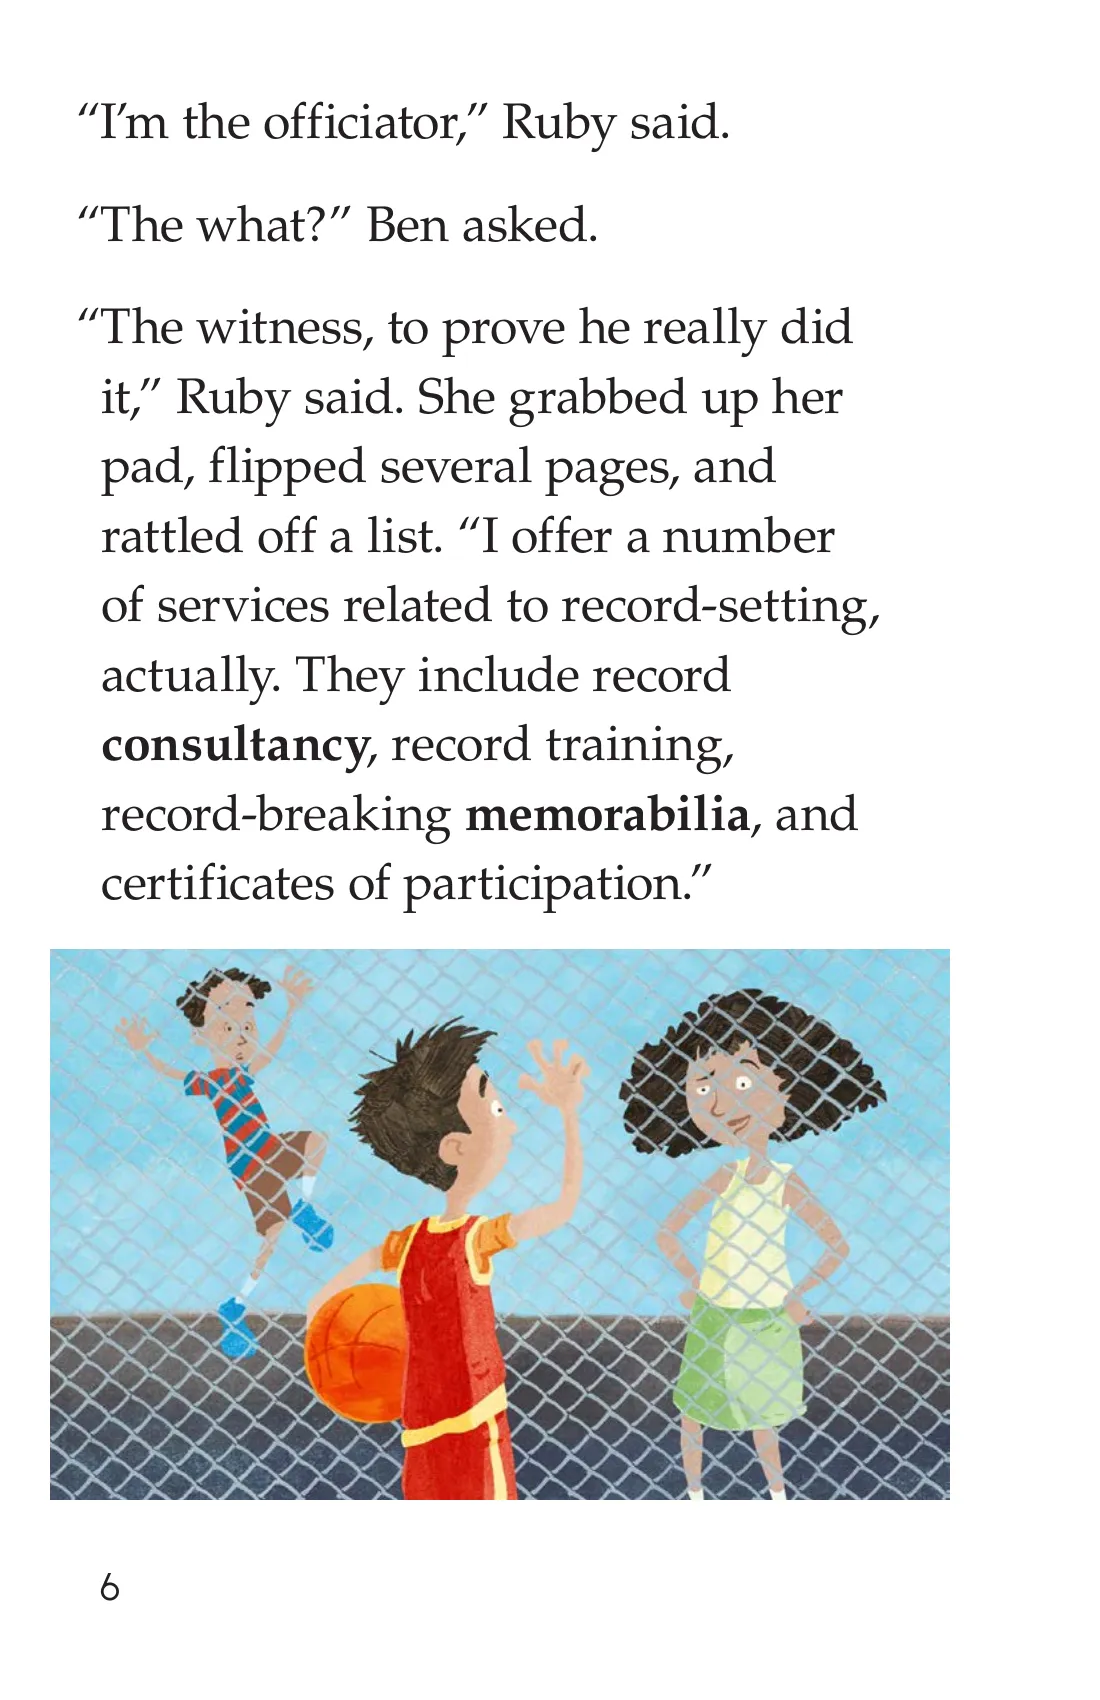 “I’m the officiator,” Ruby said.
“The what?” Ben asked.
“The witness, to prove he really did
it,” Ruby said. She grabbed up her
pad, flipped several pages, and
rattled off a list. “I offer a number
of services related to record-setting,
actually. They include record
consultancy, record training,
record-breaking memorabilia, and
certificates of participation.”
6